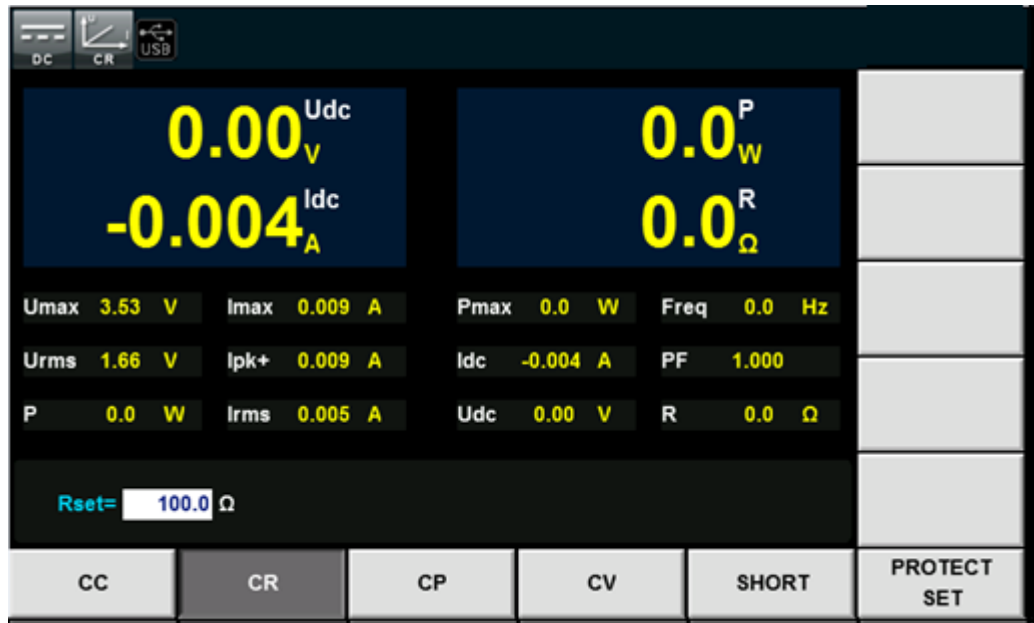 DC CR USB
U I
0.00 V Udc
-0.004 A Idc
0.0 W P
0.0 Ω R
Umax 3.53 V Imax 0.009 A Pmax 0.0 W Freq 0.0 Hz
Urms 1.66 V Ipk+ 0.009 A Idc -0.004 A PF 1.000
P 0.0 W Irms 0.005 A Udc 0.00 V R 0.0 Ω
Rset= 100.0 Ω
CC CR CP CV SHORT PROTECT
SET